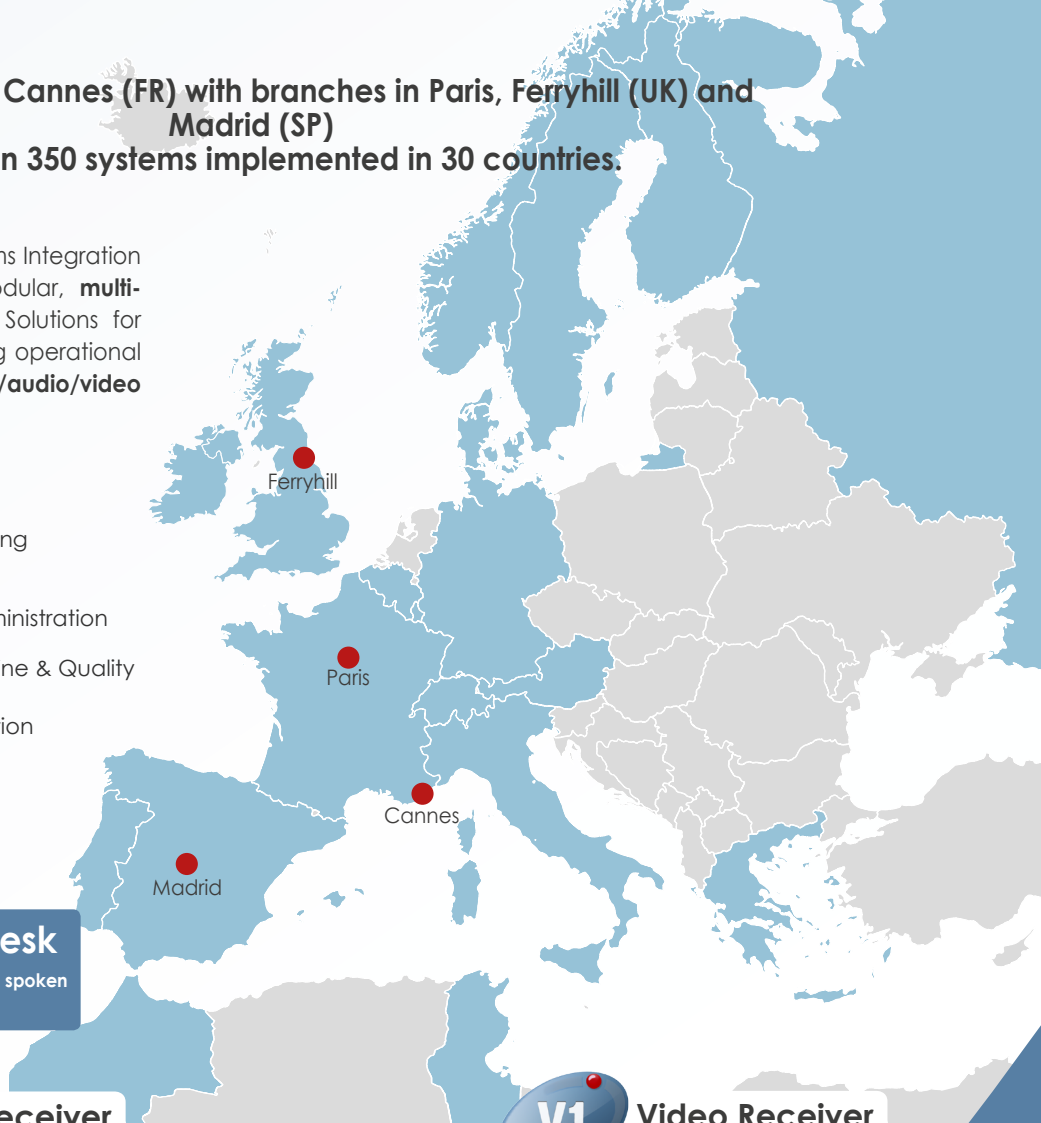 Cannes (FR) with branches in Paris, Ferryhill (UK) and
Madrid (SP)
n 350 systems implemented in 30 countries.
ns Integration
odular, multi-
Solutions for
g operational
/audio/video
Ferryhill
ng
ministration
ne & Quality
Paris
tion
Cannes
Madrid
esk
spoken
eceiver
V1
Video Receiver